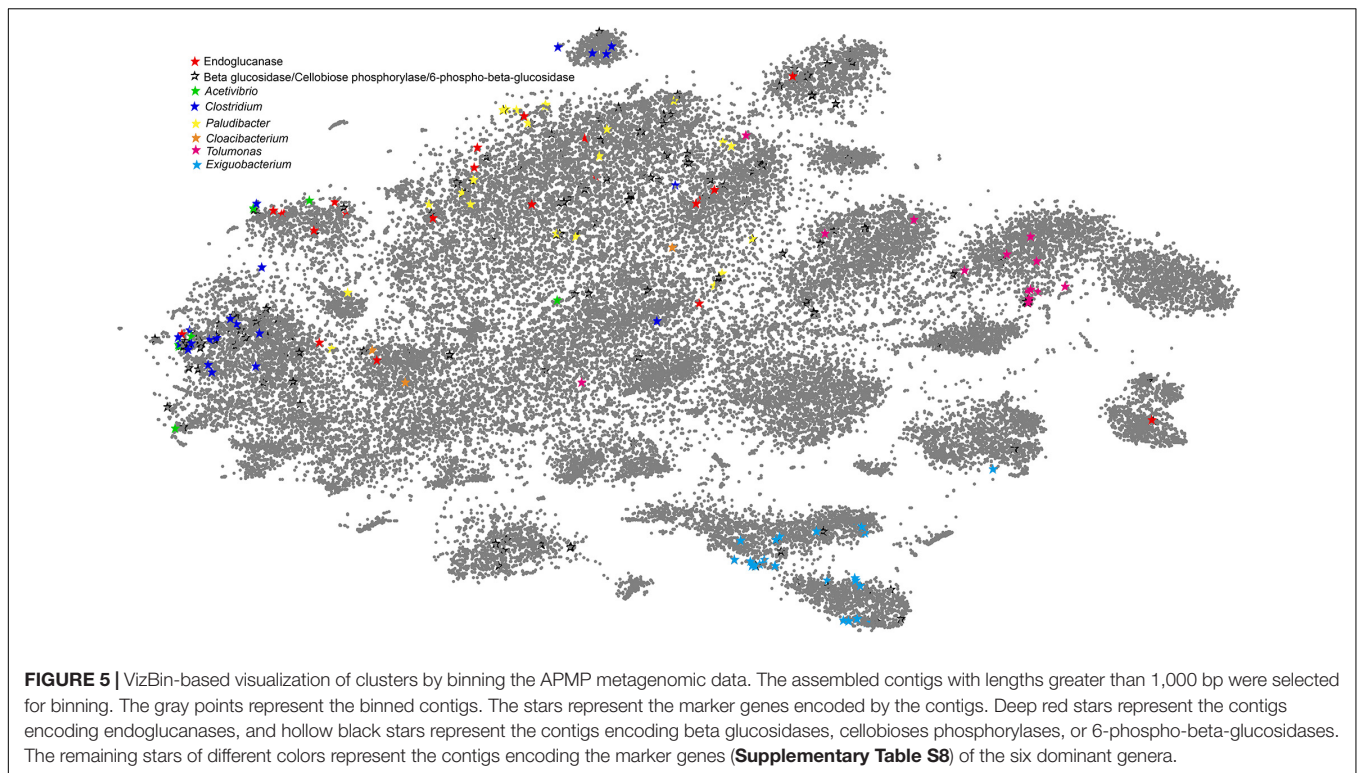 Endoglucanase
Beta glucosidase/Cellobiose phosphorylase/6-phospho-beta-glucosidase
Acetivibrio
Clostridium
Paludibacter
Cloacibacterium
Tolumonas
Exiguobacterium
FIGURE 5 | VizBin-based visualization of clusters by binning the APMP metagenomic data. The assembled contigs with lengths greater than 1,000 bp were selected
for binning. The gray points represent the binned contigs. The stars represent the marker genes encoded by the contigs. Deep red stars represent the contigs
encoding endoglucanases, and hollow black stars represent the contigs encoding beta glucosidases, cellobioses phosphorylases, or 6-phospho-beta-glucosidases.
The remaining stars of different colors represent the contigs encoding the marker genes (Supplementary Table S8) of the six dominant genera.